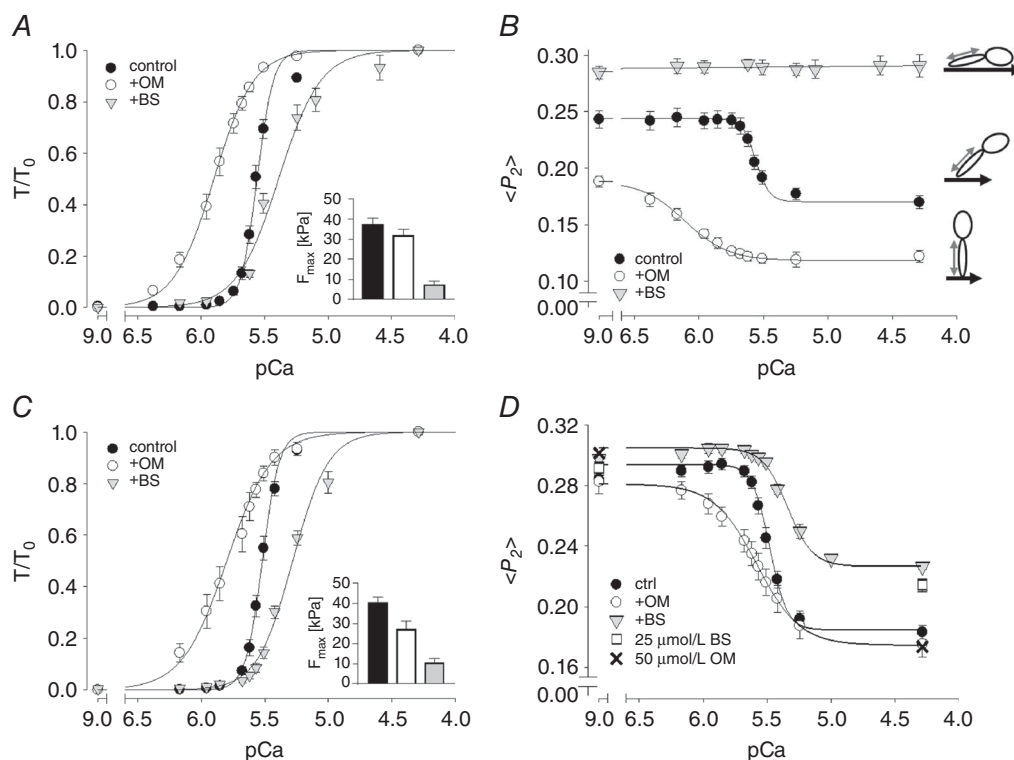 A
1.0
0.8
0.6
0.4
0.2
0.0
T/T0
control
+OM
+BS
Fmax [kPa]
50
40
30
20
10
0
9.0 6.5 6.0 5.5 5.0 4.5 4.0
pCa
B
0.30
0.25
0.20
0.15
0.10
0.00
<P2>
control
+OM
+BS
9.0 6.5 6.0 5.5 5.0 4.5 4.0
pCa
C
1.0
0.8
0.6
0.4
0.2
0.0
T/T0
control
+OM
+BS
Fmax [kPa]
50
40
30
20
10
0
9.0 6.5 6.0 5.5 5.0 4.5 4.0
pCa
D
0.32
0.28
0.24
0.20
0.16
0.00
<P2>
ctrl
+OM
+BS
25 μmol/L BS
50 μmol/L OM
9.0 6.5 6.0 5.5 5.0 4.5 4.0
pCa